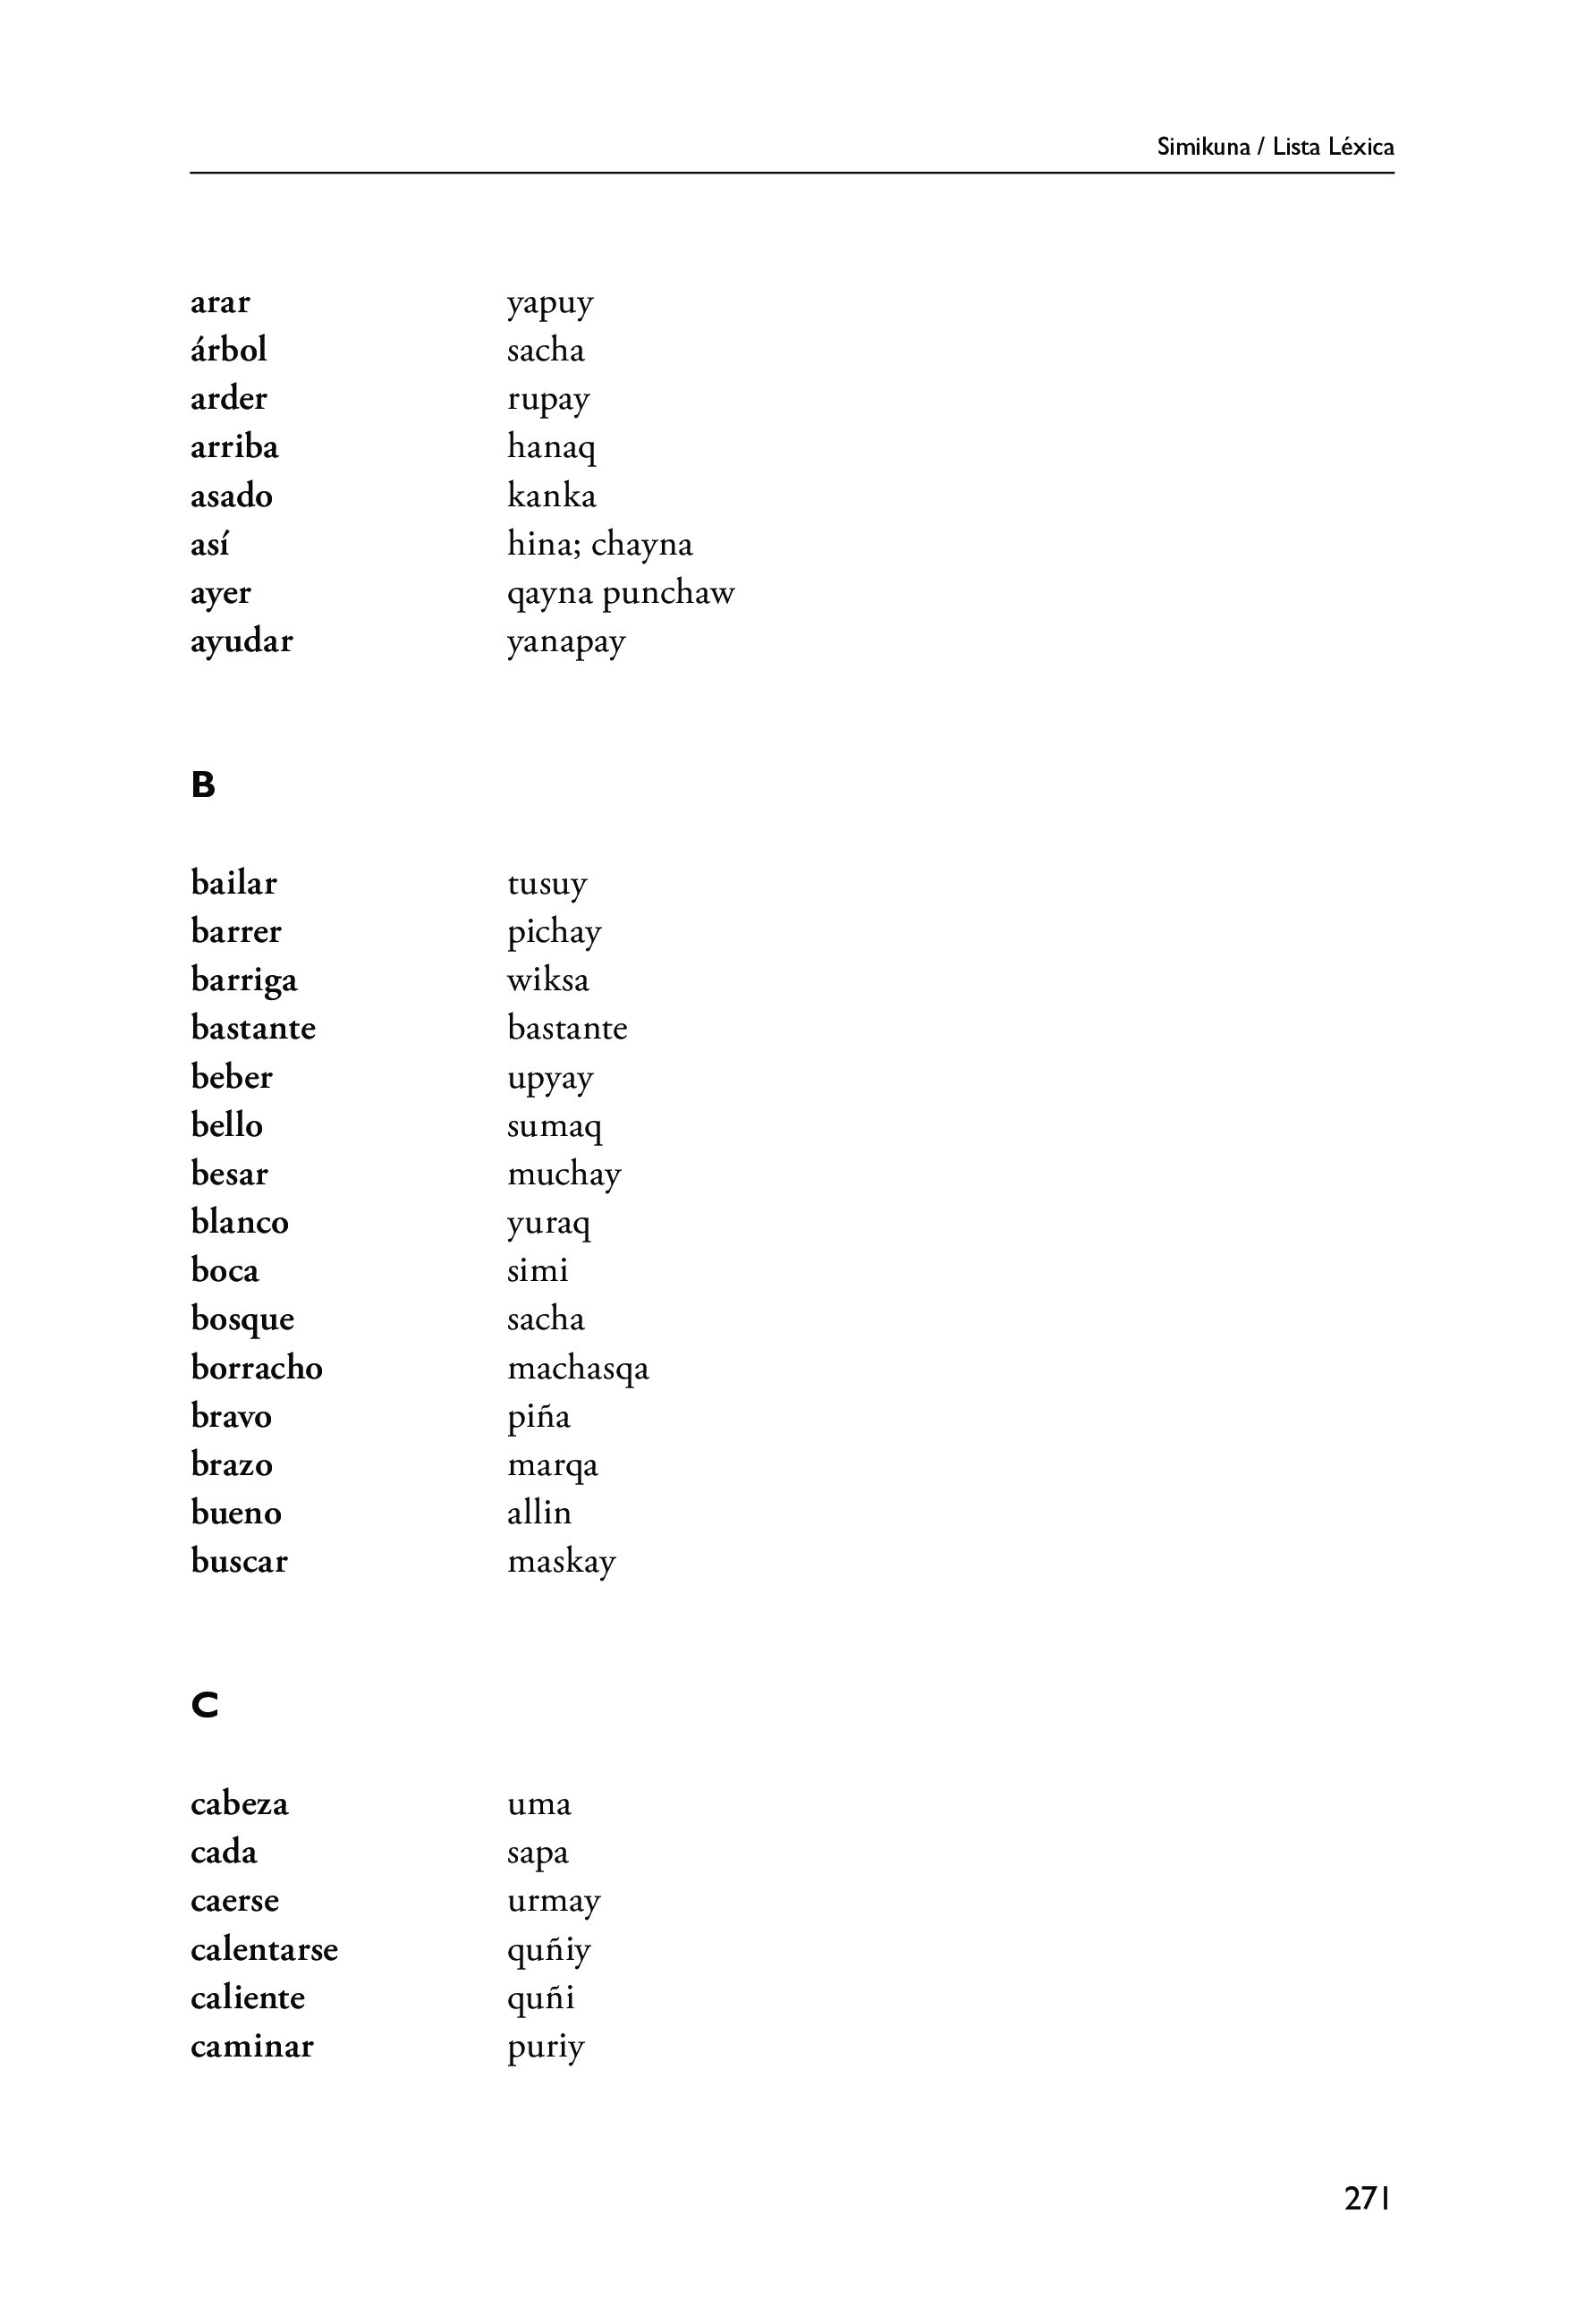 Simikuna / Lista Léxica
arar yapuy
árbol sacha
arder rupay
arriba hanaq
asado kanka
así hina; chayna
ayer qayna punchaw
ayudar yanapay
B
bailar tusuy
barrer pichay
barriga wiksa
bastante bastante
beber upyay
bello sumaq
besar muchay
blanco yuraq
boca simi
bosque sacha
borracho machasqa
bravo piña
brazo marqa
bueno allin
buscar maskay
C
cabeza uma
cada sapa
caerse urmay
calentarse quñiy
caliente quñi
caminar puriy
271